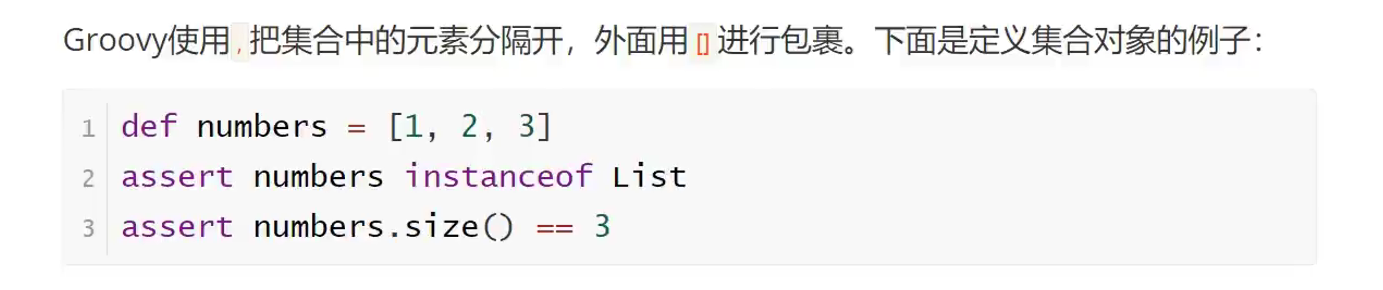 Groovy使用,把集合中的元素分隔开，外面用[]进行包裹。下面是定义集合对象的例子：
1 def numbers = [1, 2, 3]
2 assert numbers instanceof List
3 assert numbers.size() == 3